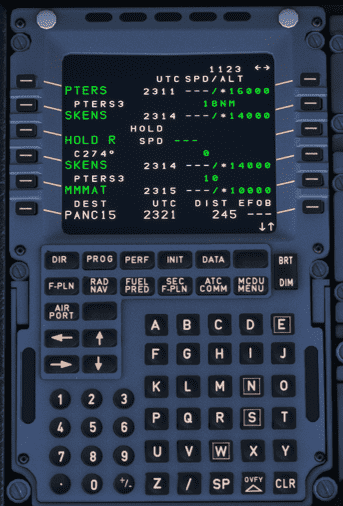 1123 ←→
UTC SPD/ALT
PTERS 2311 ---/*16000
PTERS3 18NM
SKENS 2314 ---/*14000
HOLD
HOLD R SPD ---
C274° 0
SKENS 2314 ---/*14000
PTERS3 10
MMMAT 2315 ---/*10000
DEST UTC DIST EFOB
PANC15 2321 245 ---
↓↑
DIR PROG PERF INIT DATA BRT
DIM
F-PLN RAD NAV FUEL PRED SEC F-PLN ATC COMM MCDU MENU
AIR PORT
← ↑
→ ↓
A B C D E
F G H I J
K L M N O
P Q R S T
U V W X Y
Z / SP OVFY CLR
1 2 3
4 5 6
7 8 9
. 0 +/-